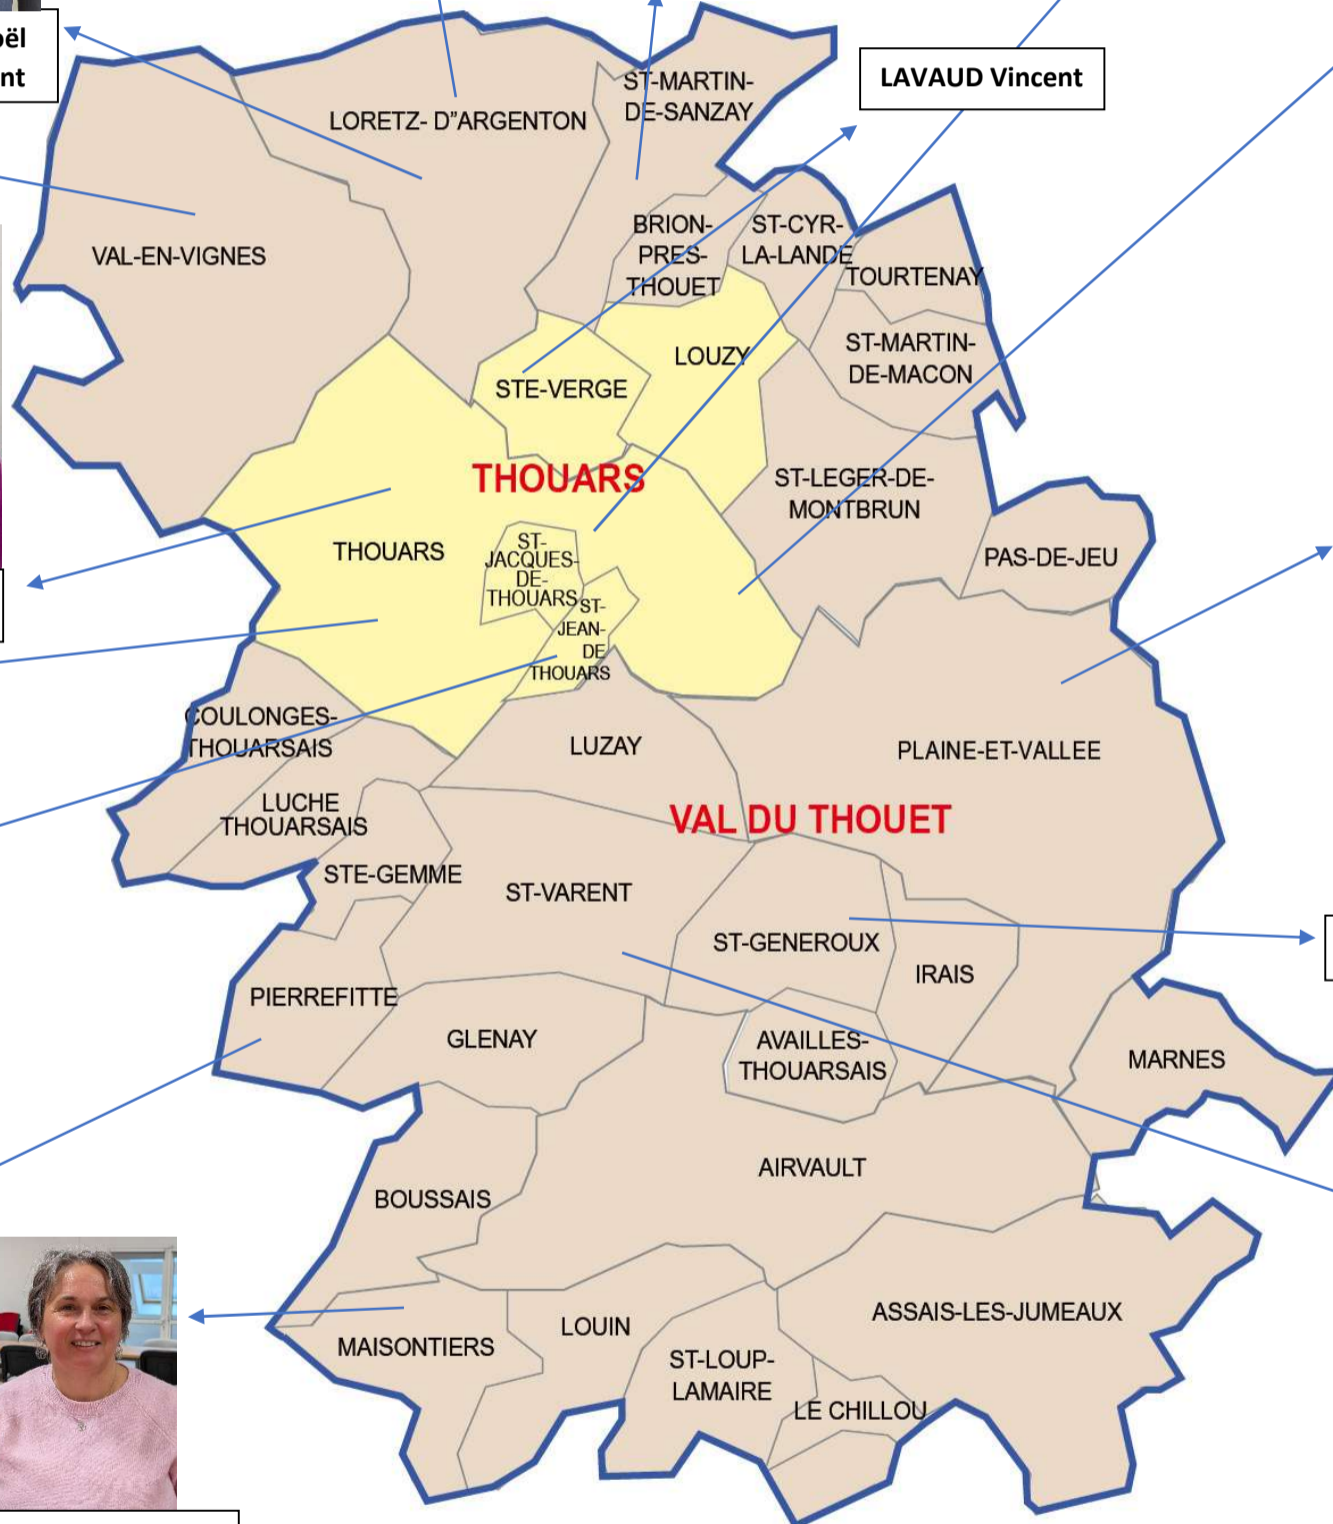 LAVAUD Vincent
ST-MARTIN-
DE-SANZAY
LORETZ- D"ARGENTON
BRION-
PRES-
THOUET
ST-CYR-
LA-LANDE
TOURTENAY
VAL-EN-VIGNES
ST-MARTIN-
DE-MACON
LOUZY
STE-VERGE
THOUARS
ST-LEGER-DE-
MONTBRUN
THOUARS
ST-
JACQUES-
DE-
THOUARS
PAS-DE-JEU
ST-
JEAN-
DE
THOUARS
COULONGES-
THOUARSAIS
LUZAY
PLAINE-ET-VALLEE
LUCHE
THOUARSAIS
VAL DU THOUET
STE-GEMME
ST-VARENT
ST-GENEROUX
IRAIS
PIERREFITTE
GLENAY
AVAILLES-
THOUARSAIS
MARNES
AIRVAULT
BOUSSAIS
MAISONTIERS
LOUIN
ASSAIS-LES-JUMEAUX
ST-LOUP-
LAMAIRE
LE CHILLOU